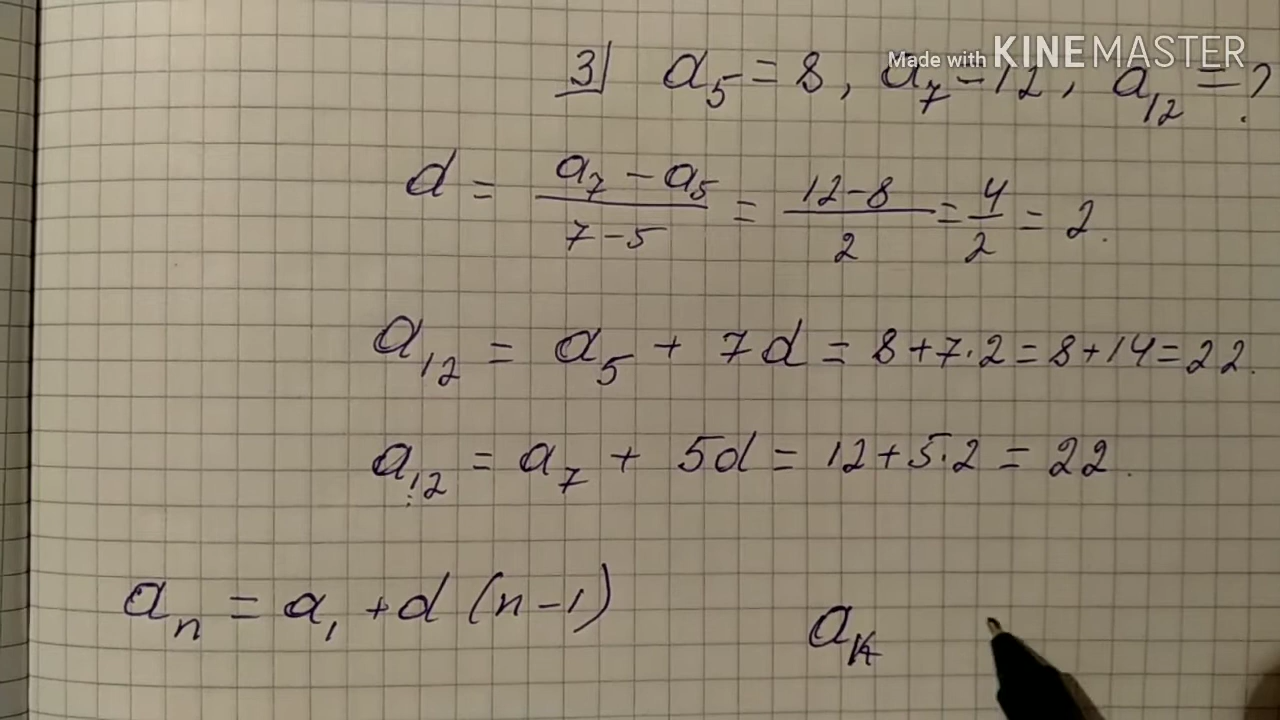 Made with KINEMASTER
3) a₅ = 8, a₇ = 12, a₁₂ = ?
d = (a₇ - a₅)/(7 - 5) = (12 - 8)/2 = 4/2 = 2.
a₁₂ = a₅ + 7d = 8 + 7·2 = 8 + 14 = 22.
a₁₂ = a₇ + 5d = 12 + 5·2 = 22.
aₙ = a₁ + d (n - 1)
aₖ